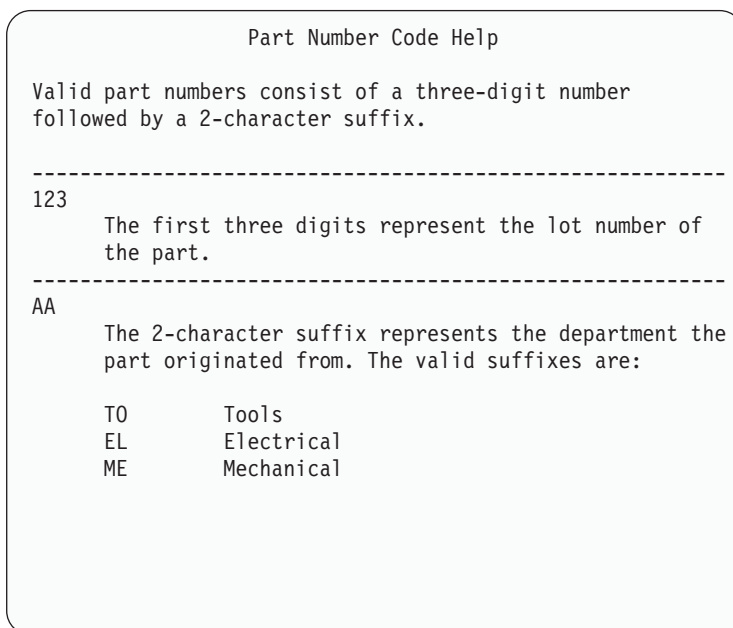 Part Number Code Help
Valid part numbers consist of a three-digit number
followed by a 2-character suffix.
----------------------------------------------------------
123
The first three digits represent the lot number of
the part.
----------------------------------------------------------
AA
The 2-character suffix represents the department the
part originated from. The valid suffixes are:
TO Tools
EL Electrical
ME Mechanical